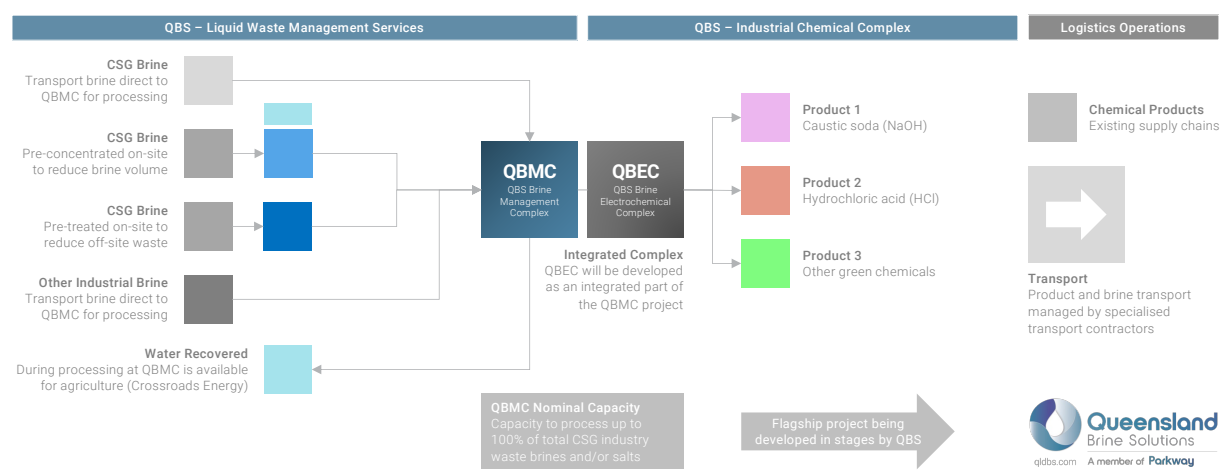 QBS – Liquid Waste Management Services
QBS – Industrial Chemical Complex
Logistics Operations
CSG Brine
Transport brine direct to
QBMC for processing
CSG Brine
Pre-concentrated on-site
to reduce brine volume
CSG Brine
Pre-treated on-site to
reduce off-site waste
Other Industrial Brine
Transport brine direct to
QBMC for processing
Water Recovered
During processing at QBMC is available
for agriculture (Crossroads Energy)
QBMC
QBS Brine
Management
Complex
QBEC
QBS Brine
Electrochemical
Complex
Integrated Complex
QBEC will be developed
as an integrated part of
the QBMC project
QBMC Nominal Capacity
Capacity to process up to
100% of total CSG industry
waste brines and/or salts
Product 1
Caustic soda (NaOH)
Product 2
Hydrochloric acid (HCl)
Product 3
Other green chemicals
Flagship project being
developed in stages by QBS
Chemical Products
Existing supply chains
Transport
Product and brine transport
managed by specialised
transport contractors
Queensland
Brine Solutions
qldbs.com
A member of Parkway